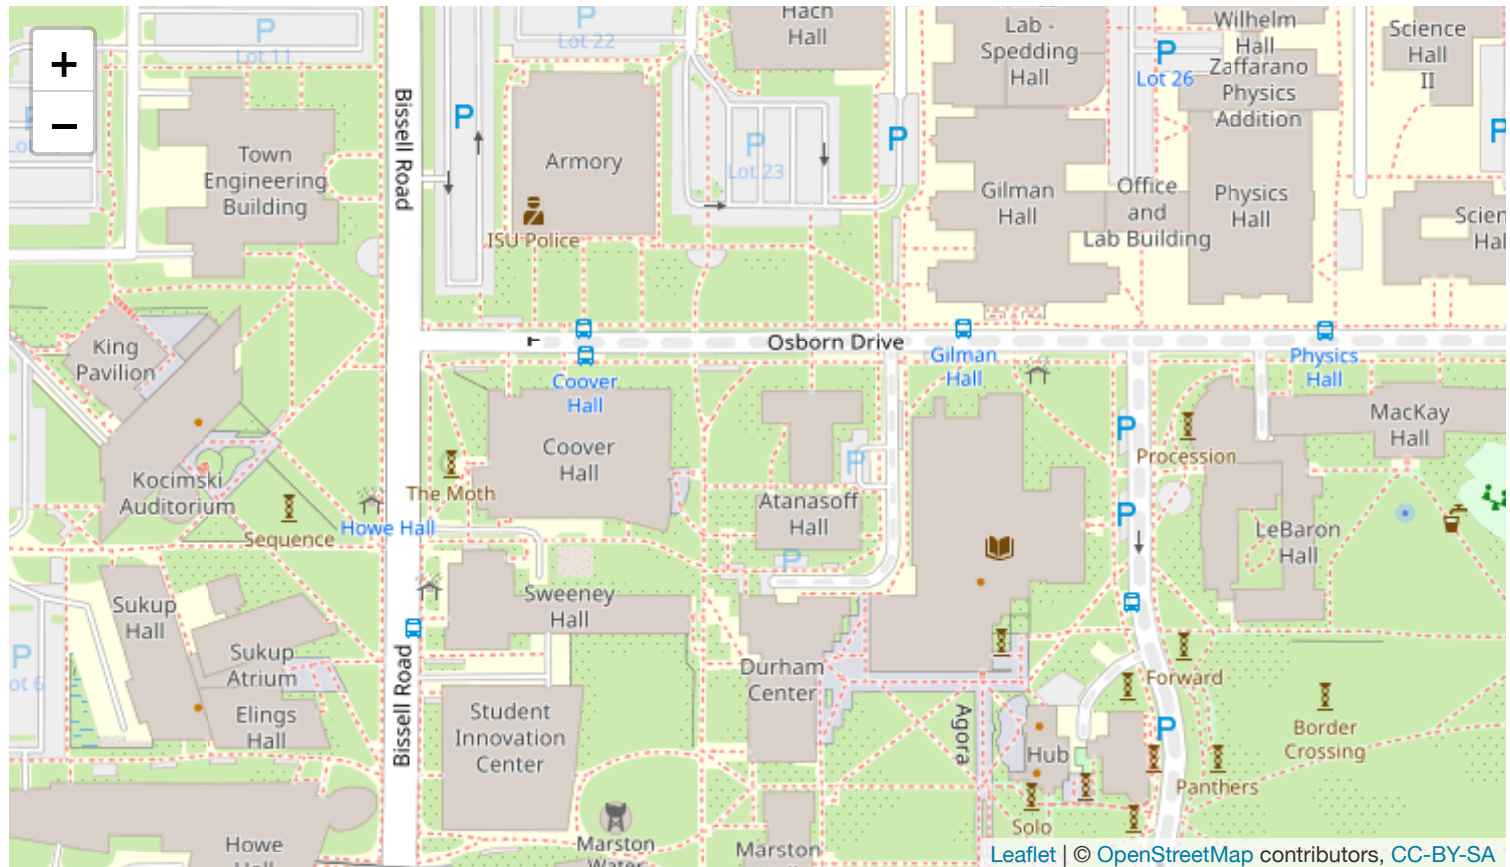 +
−
P
Lot 11
P
Lot 22
Hach
Hall
Lab -
Spedding
Hall
P
Lot 26
Wilhelm
Hall
Zaffarano
Physics
Addition
Science
Hall
II
P
P
Bissell Road
P
Town
Engineering
Building
Armory
P
Lot 23
P
ISU Police
Gilman
Hall
Office
and
Lab Building
Physics
Hall
Scien
Hal
King
Pavilion
Osborn Drive
Coover
Hall
Gilman
Hall
Physics
Hall
Coover
Hall
The Moth
Kocimski
Auditorium
Sequence
Howe Hall
P
Atanasoff
Hall
P
P
P
Procession
MacKay
Hall
LeBaron
Hall
Sukup
Hall
Sukup
Atrium
Elings
Hall
P
ot 6
Sweeney
Hall
Bissell Road
Student
Innovation
Center
Durham
Center
Agora
Hub
P
Forward
Border
Crossing
Panthers
Solo
Howe
Hall
Marston
Water
Marston
Leaflet | © OpenStreetMap contributors, CC-BY-SA